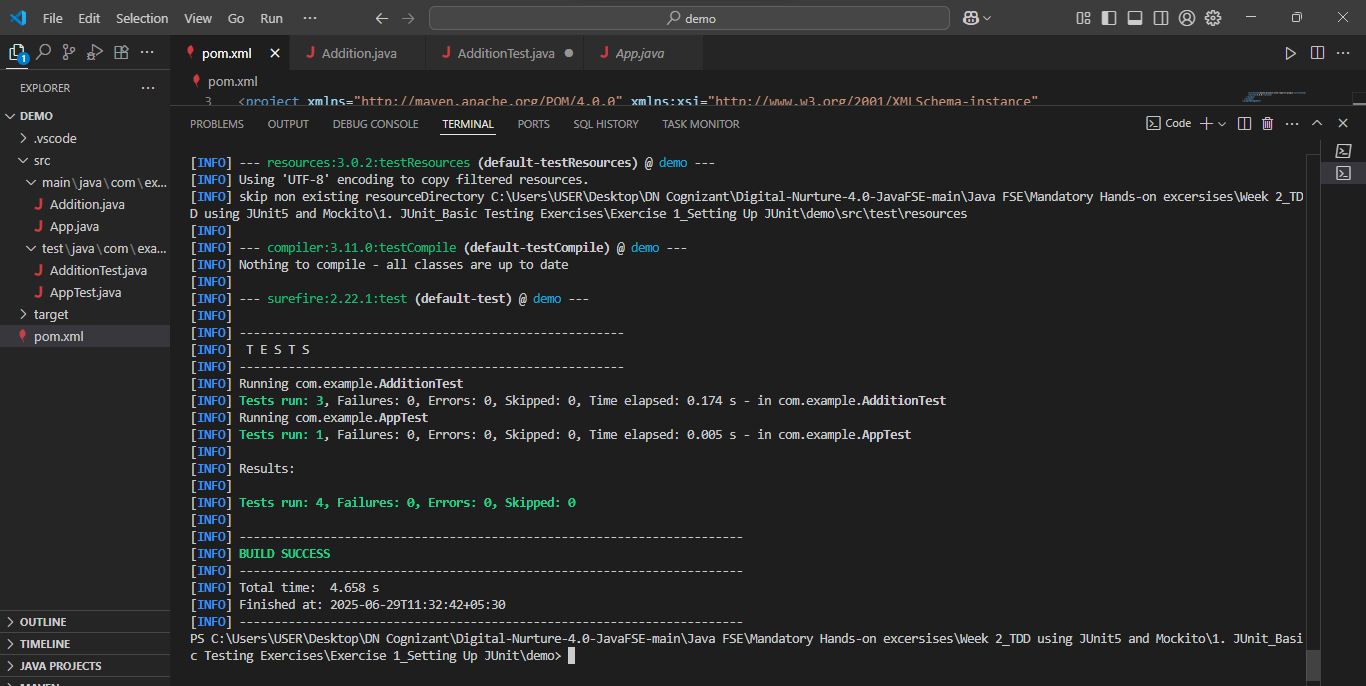 File Edit Selection View Go Run ··· demo
1 ··· pom.xml Addition.java AdditionTest.java App.java ···
EXPLORER ···
pom.xml
3 <project xmlns="http://maven.apache.org/POM/4.0.0" xmlns:xsi="http://www.w3.org/2001/XMLSchema-instance"
DEMO
.vscode
src
main\java\com\ex...
Addition.java
App.java
test\java\com\exa...
AdditionTest.java
AppTest.java
target
pom.xml
OUTLINE
TIMELINE
JAVA PROJECTS
MAVEN
PROBLEMS OUTPUT DEBUG CONSOLE TERMINAL PORTS SQL HISTORY TASK MONITOR Code ···
[INFO] --- resources:3.0.2:testResources (default-testResources) @ demo ---
[INFO] Using 'UTF-8' encoding to copy filtered resources.
[INFO] skip non existing resourceDirectory C:\Users\USER\Desktop\DN Cognizant\Digital-Nurture-4.0-JavaFSE-main\Java FSE\Mandatory Hands-on excersises\Week 2_TD
D using JUnit5 and Mockito\1. JUnit_Basic Testing Exercises\Exercise 1_Setting Up JUnit\demo\src\test\resources
[INFO]
[INFO] --- compiler:3.11.0:testCompile (default-testCompile) @ demo ---
[INFO] Nothing to compile - all classes are up to date
[INFO]
[INFO] --- surefire:2.22.1:test (default-test) @ demo ---
[INFO]
[INFO] -------------------------------------------------------
[INFO]  T E S T S
[INFO] -------------------------------------------------------
[INFO] Running com.example.AdditionTest
[INFO] Tests run: 3, Failures: 0, Errors: 0, Skipped: 0, Time elapsed: 0.174 s - in com.example.AdditionTest
[INFO] Running com.example.AppTest
[INFO] Tests run: 1, Failures: 0, Errors: 0, Skipped: 0, Time elapsed: 0.005 s - in com.example.AppTest
[INFO]
[INFO] Results:
[INFO]
[INFO] Tests run: 4, Failures: 0, Errors: 0, Skipped: 0
[INFO]
[INFO] ------------------------------------------------------------------------
[INFO] BUILD SUCCESS
[INFO] ------------------------------------------------------------------------
[INFO] Total time:  4.658 s
[INFO] Finished at: 2025-06-29T11:32:42+05:30
[INFO] ------------------------------------------------------------------------
PS C:\Users\USER\Desktop\DN Cognizant\Digital-Nurture-4.0-JavaFSE-main\Java FSE\Mandatory Hands-on excersises\Week 2_TDD using JUnit5 and Mockito\1. JUnit_Basi
c Testing Exercises\Exercise 1_Setting Up JUnit\demo>